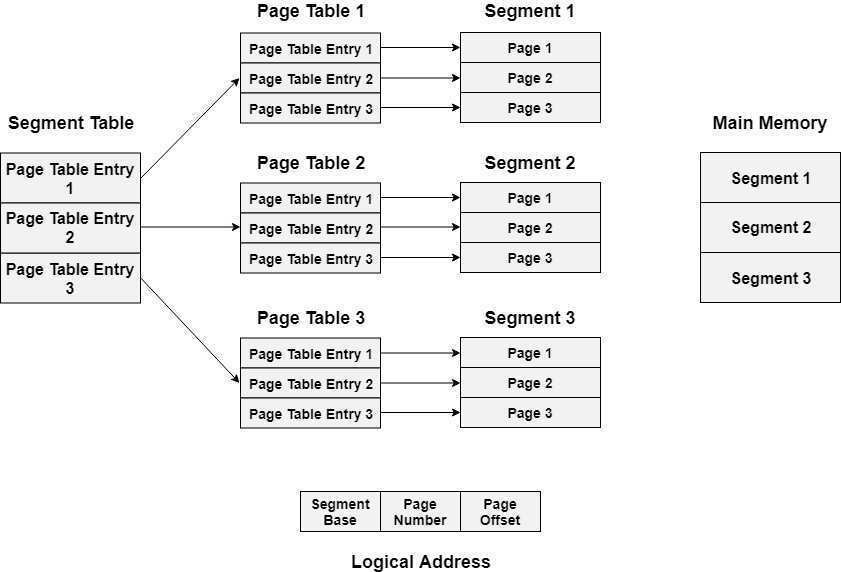 Page Table 1
Segment 1
Page Table Entry 1
Page 1
Page Table Entry 2
Page 2
Page Table Entry 3
Page 3
Segment Table
Page Table Entry
1
Page Table Entry
2
Page Table Entry
3
Page Table 2
Segment 2
Page Table Entry 1
Page 1
Page Table Entry 2
Page 2
Page Table Entry 3
Page 3
Page Table 3
Segment 3
Page Table Entry 1
Page 1
Page Table Entry 2
Page 2
Page Table Entry 3
Page 3
Main Memory
Segment 1
Segment 2
Segment 3
Segment
Base
Page
Number
Page
Offset
Logical Address